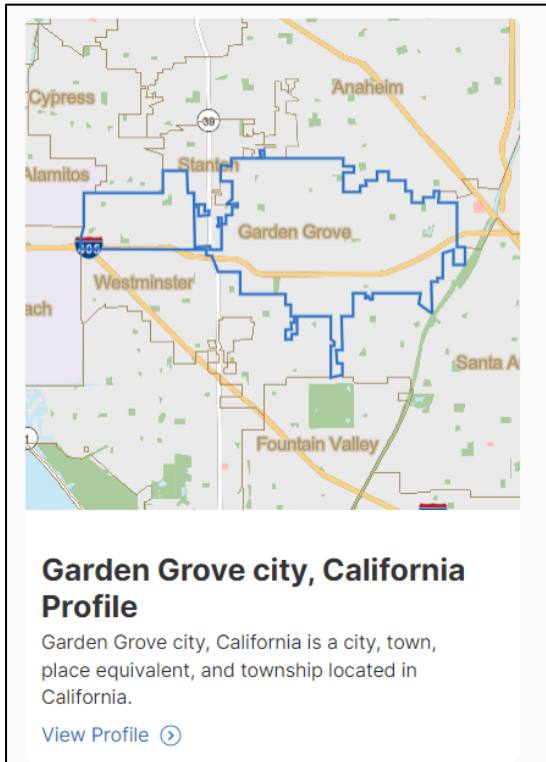 Cypress
Anaheim
39
Stanton
Alamitos
Garden Grove
405
Westminster
ach
Santa A
Fountain Valley
1
Garden Grove city, California
Profile
Garden Grove city, California is a city, town,
place equivalent, and township located in
California.
View Profile